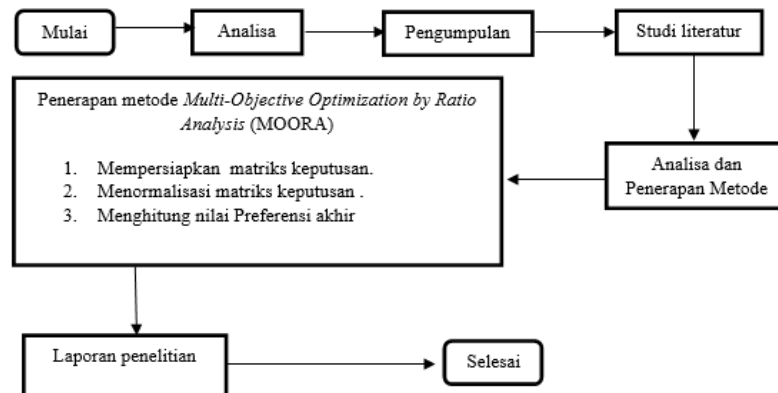 Mulai
Analisa
Pengumpulan
Studi literatur
Penerapan metode Multi-Objective Optimization by Ratio
Analysis (MOORA)
1. Mempersiapkan matriks keputusan.
2. Menormalisasi matriks keputusan .
3. Menghitung nilai Preferensi akhir
Analisa dan
Penerapan Metode
Laporan penelitian
Selesai